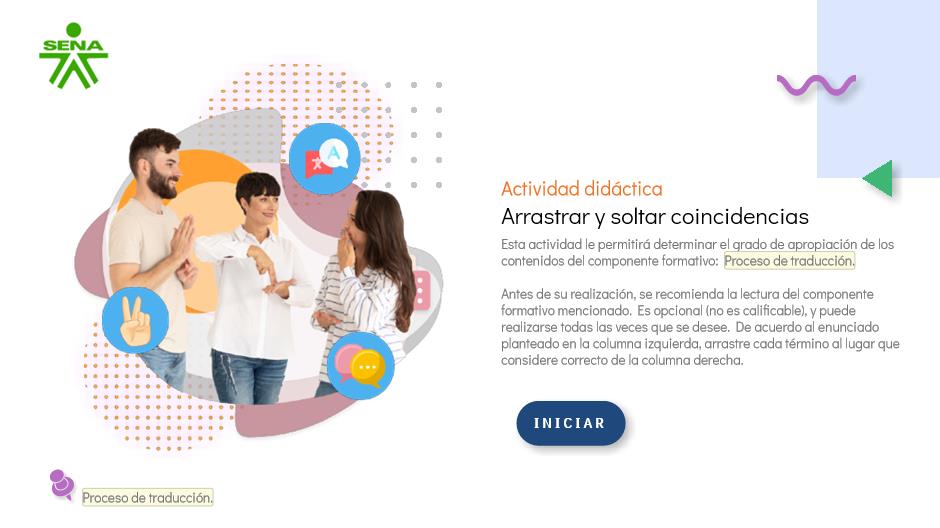 SENA
Actividad didáctica
Arrastrar y soltar coincidencias
Esta actividad le permitirá determinar el grado de apropiación de los
contenidos del componente formativo: Proceso de traducción.
Antes de su realización, se recomienda la lectura del componente
formativo mencionado. Es opcional (no es calificable), y puede
realizarse todas las veces que se desee. De acuerdo al enunciado
planteado en la columna izquierda, arrastre cada término al lugar que
considere correcto de la columna derecha.
INICIAR
A
Proceso de traducción.